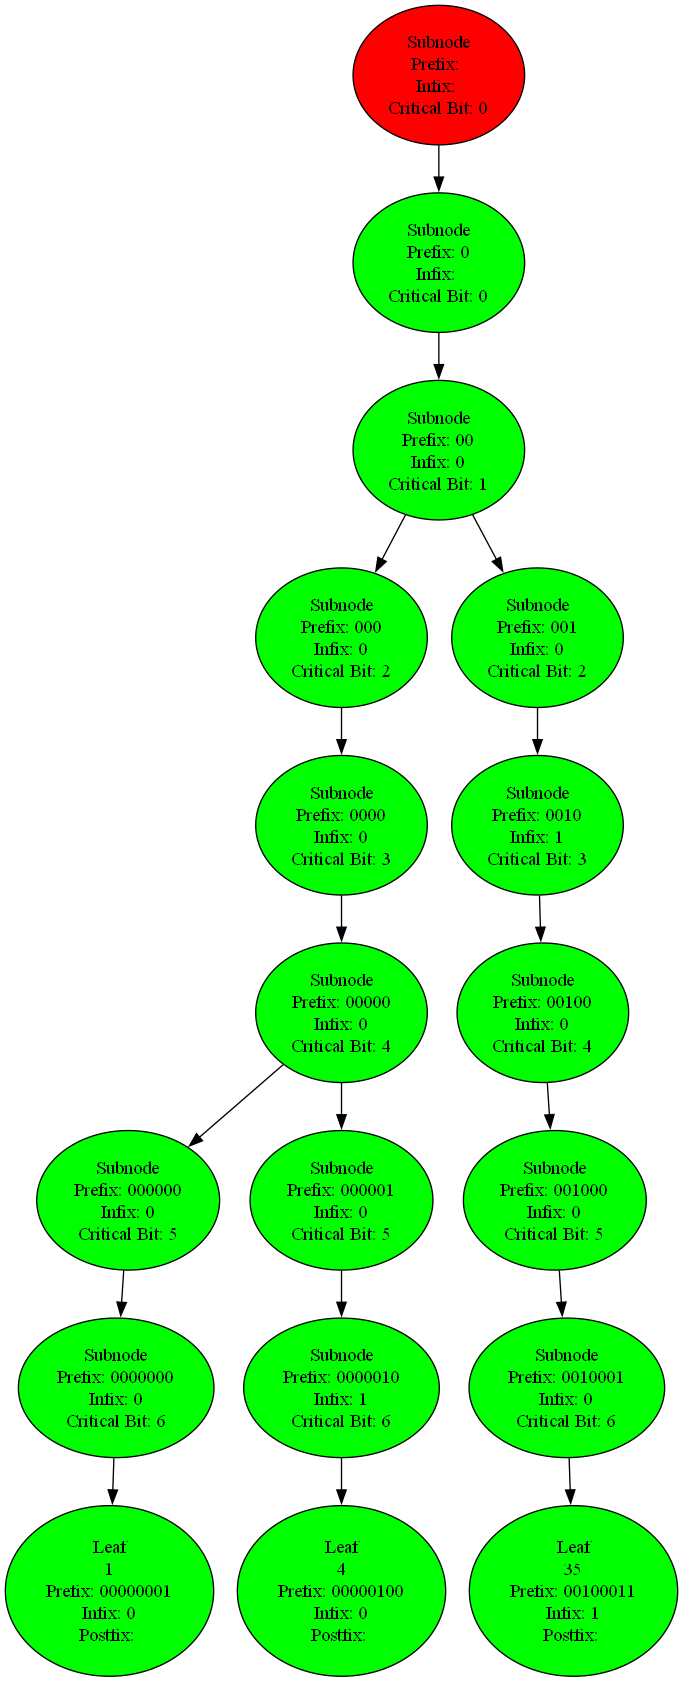 Subnode
Prefix:
Infix:
Critical Bit: 0
Subnode
Prefix: 0
Infix:
Critical Bit: 0
Subnode
Prefix: 00
Infix: 0
Critical Bit: 1
Subnode
Prefix: 000
Infix: 0
Critical Bit: 2
Subnode
Prefix: 001
Infix: 0
Critical Bit: 2
Subnode
Prefix: 0000
Infix: 0
Critical Bit: 3
Subnode
Prefix: 0010
Infix: 1
Critical Bit: 3
Subnode
Prefix: 00000
Infix: 0
Critical Bit: 4
Subnode
Prefix: 00100
Infix: 0
Critical Bit: 4
Subnode
Prefix: 000000
Infix: 0
Critical Bit: 5
Subnode
Prefix: 000001
Infix: 0
Critical Bit: 5
Subnode
Prefix: 001000
Infix: 0
Critical Bit: 5
Subnode
Prefix: 0000000
Infix: 0
Critical Bit: 6
Subnode
Prefix: 0000010
Infix: 1
Critical Bit: 6
Subnode
Prefix: 0010001
Infix: 0
Critical Bit: 6
Leaf
1
Prefix: 00000001
Infix: 0
Postfix:
Leaf
4
Prefix: 00000100
Infix: 0
Postfix:
Leaf
35
Prefix: 00100011
Infix: 1
Postfix: